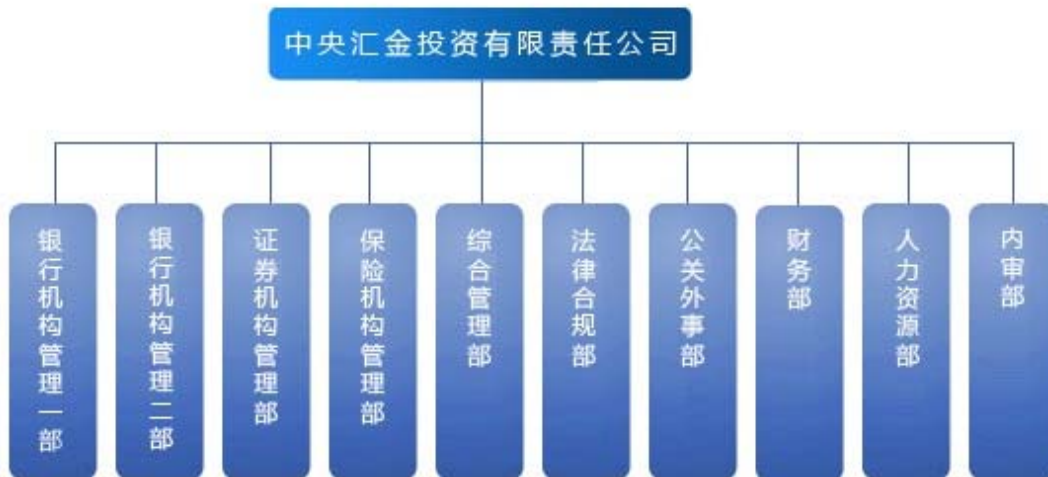 中央汇金投资有限责任公司
银行机构管理一部
银行机构管理二部
证券机构管理部
保险机构管理部
综合管理部
法律合规部
公关外事部
财务部
人力资源部
内审部